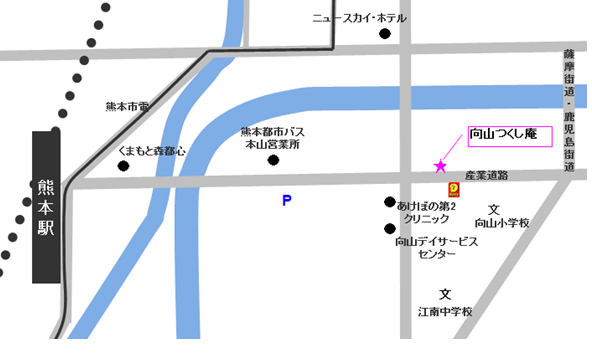 ニュースカイ・ホテル
薩摩街道・鹿児島街道
熊本市電
熊本都市バス
本山営業所
向山つくし庵
くまもと森都心
熊本駅
産業道路
P
あけぼの第2
クリニック
文
向山小学校
向山デイサービス
センター
文
江南中学校